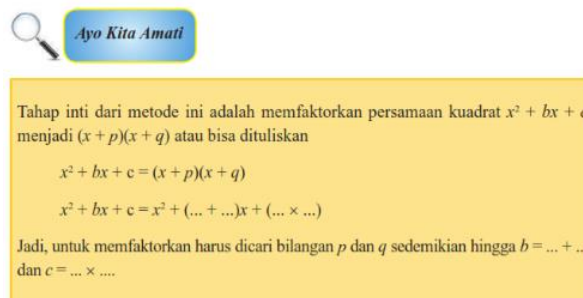 Ayo Kita Amati
Tahap inti dari metode ini adalah memfaktorkan persamaan kuadrat x² + bx +
menjadi (x + p)(x + q) atau bisa dituliskan
x² + bx + c = (x + p)(x + q)
x² + bx + c = x² + (... + ...)x + (... × ...)
Jadi, untuk memfaktorkan harus dicari bilangan p dan q sedemikian hingga b = ... + ..
dan c = ... × ....